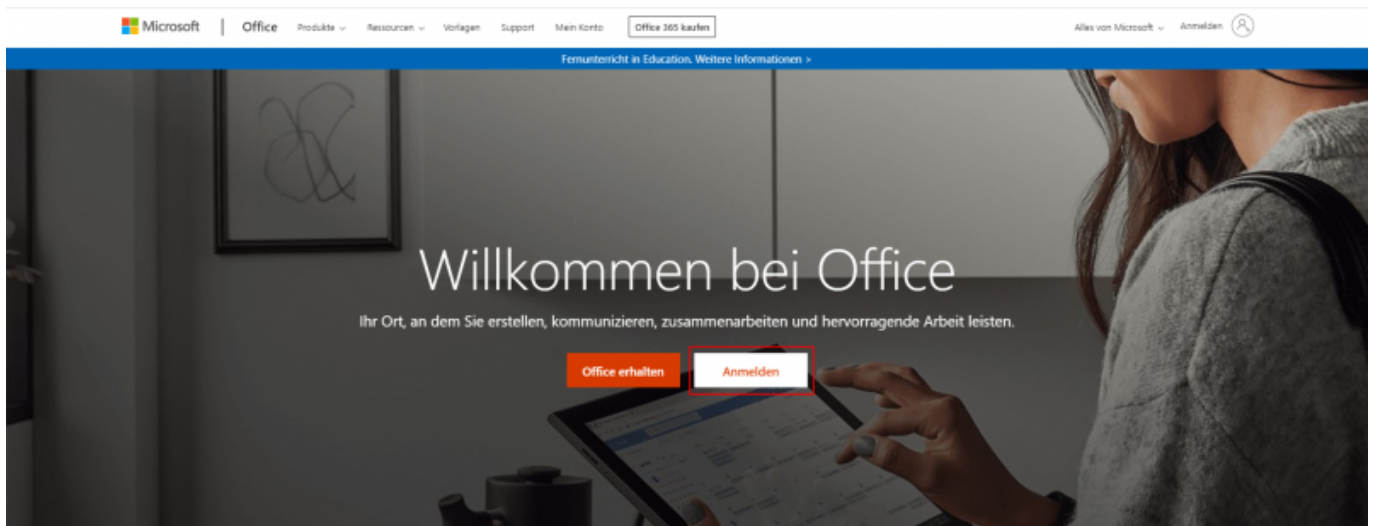 Microsoft | Office Produkte Ressourcen Vorlagen Support Mein Konto Office 365 kaufen Alles von Microsoft Anmelden
Fernunterricht in Education. Weitere Informationen >
Willkommen bei Office
Ihr Ort, an dem Sie erstellen, kommunizieren, zusammenarbeiten und hervorragende Arbeit leisten.
Office erhalten Anmelden